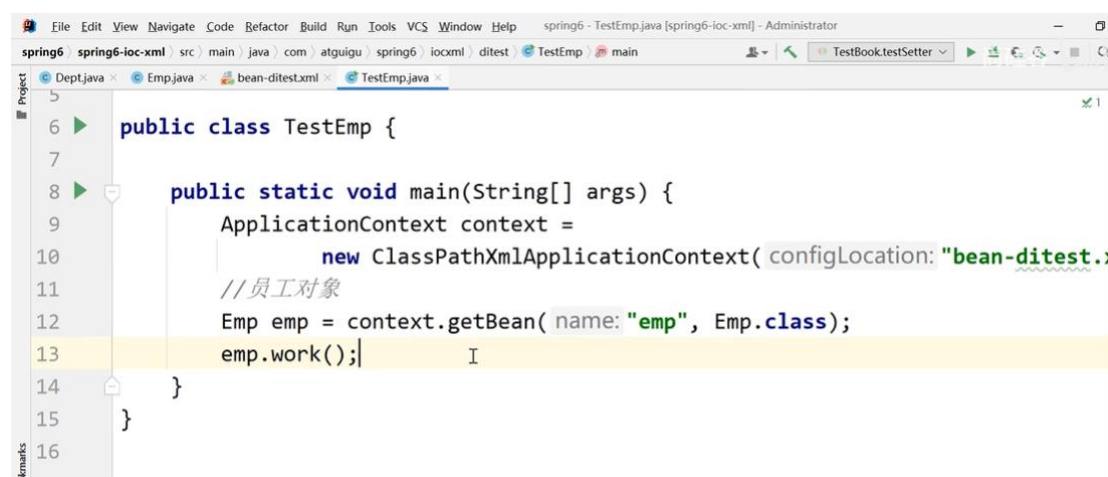 File Edit View Navigate Code Refactor Build Run Tools VCS Window Help spring6 - TestEmp.java [spring6-ioc-xml] - Administrator
spring6 spring6-ioc-xml src main java com atguigu spring6 iocxml ditest TestEmp main TestBook.testSetter
Project Dept.java Emp.java bean-ditest.xml TestEmp.java
5
1
6 public class TestEmp {
7
8 public static void main(String[] args) {
9 ApplicationContext context =
10 new ClassPathXmlApplicationContext( configLocation: "bean-ditest.x
11 //员工对象
12 Emp emp = context.getBean( name: "emp", Emp.class);
13 emp.work();
14 }
15 }
16